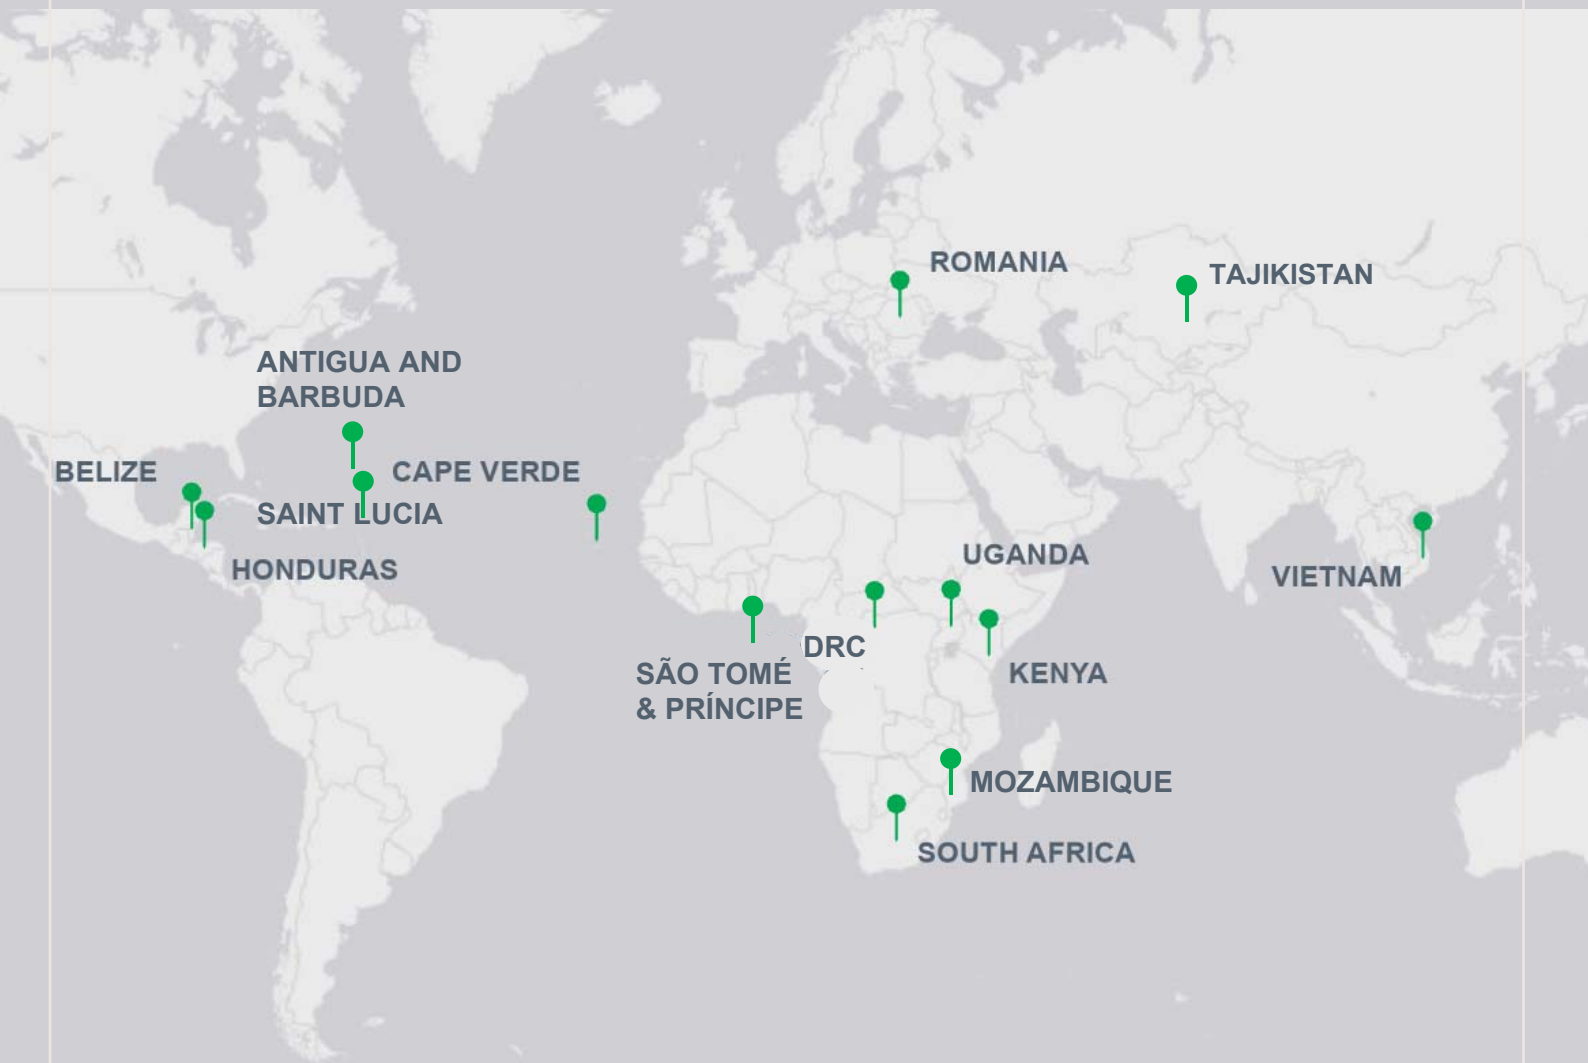 ROMANIA
TAJIKISTAN
ANTIGUA AND
BARBUDA
BELIZE
CAPE VERDE
SAINT LUCIA
HONDURAS
UGANDA
VIETNAM
DRC
SÃO TOMÉ
& PRÍNCIPE
KENYA
MOZAMBIQUE
SOUTH AFRICA